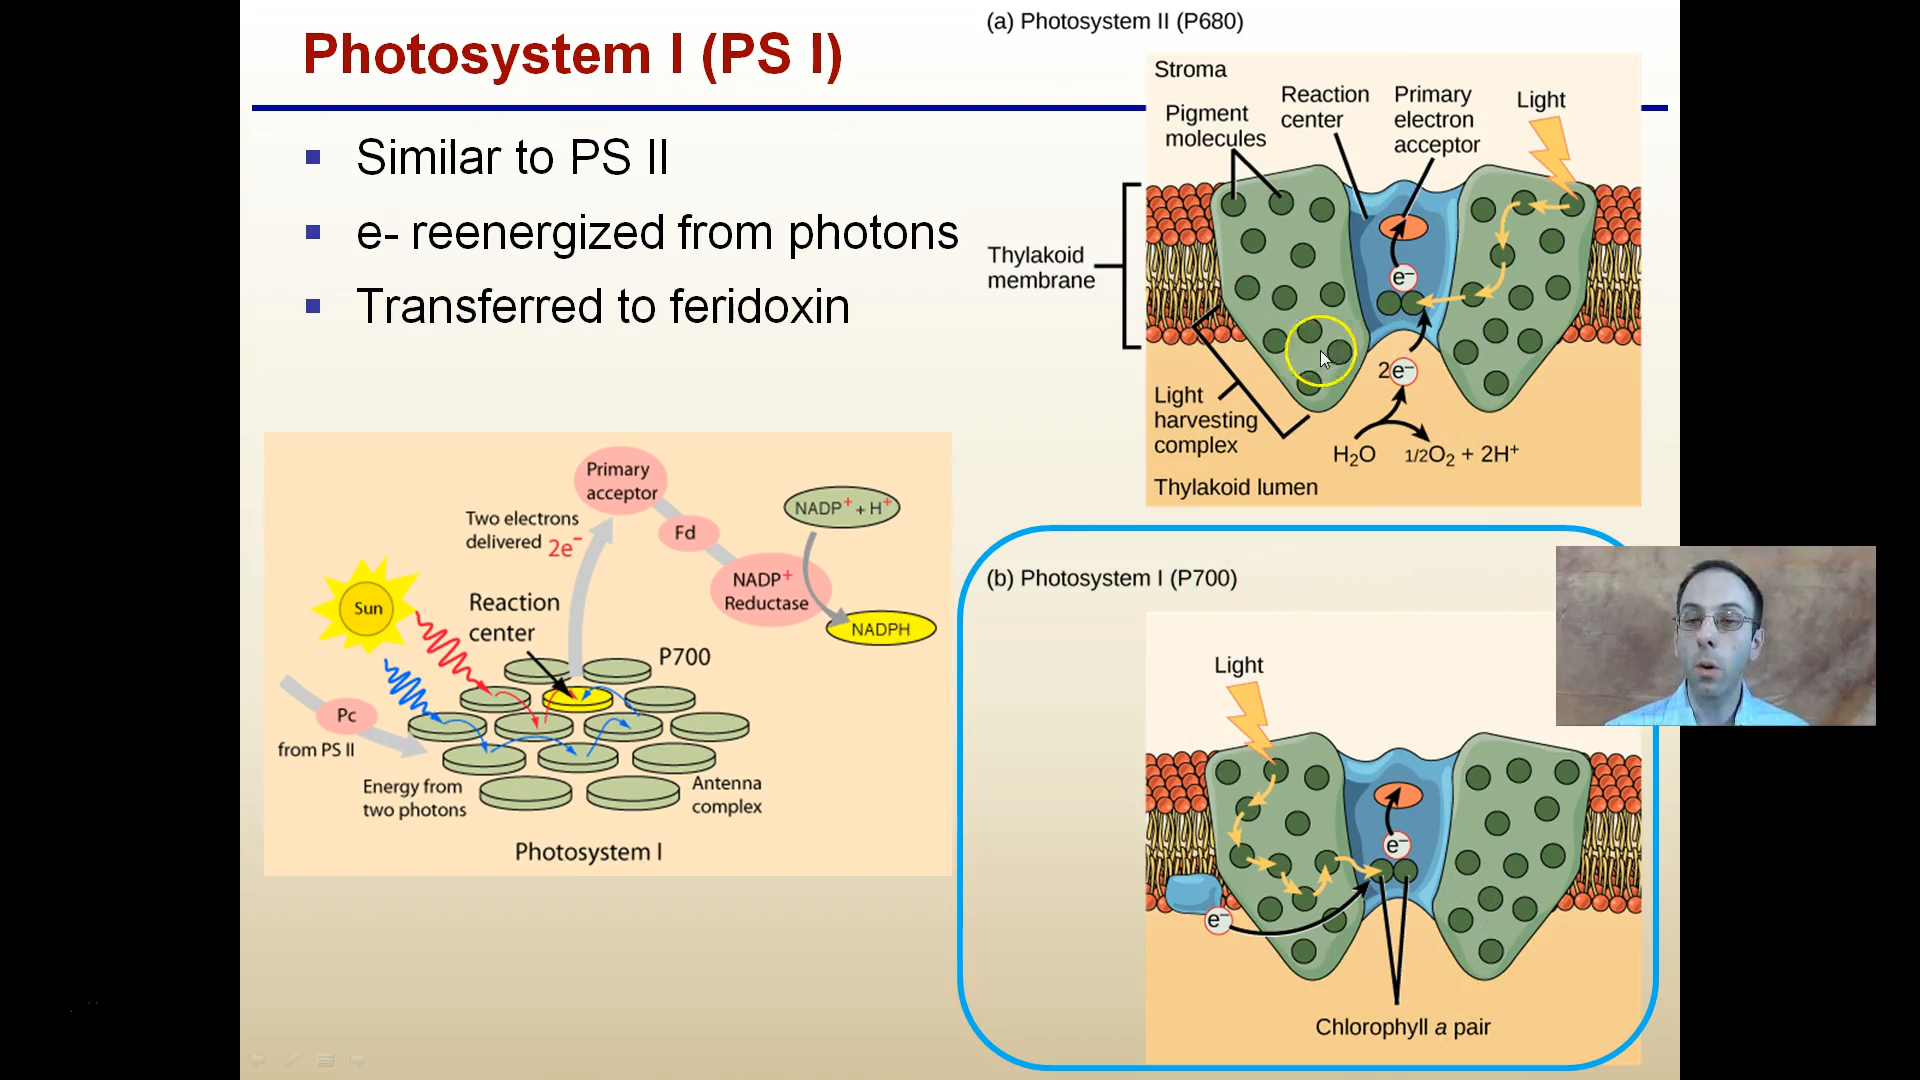 Photosystem I (PS I)
Similar to PS II
e- reenergized from photons
Transferred to feridoxin
(a) Photosystem II (P680)
Stroma
Pigment
molecules
Reaction
center
Primary
electron
acceptor
Light
Thylakoid
membrane
e⁻
2e⁻
Light
harvesting
complex
H₂O
1/2O₂ + 2H⁺
Thylakoid lumen
Primary
acceptor
Two electrons
delivered 2e⁻
Fd
NADP⁺ + H⁺
NADP⁺
Reductase
NADPH
Sun
Reaction
center
P700
Pc
from PS II
Energy from
two photons
Antenna
complex
Photosystem I
(b) Photosystem I (P700)
Light
e⁻
e⁻
Chlorophyll a pair